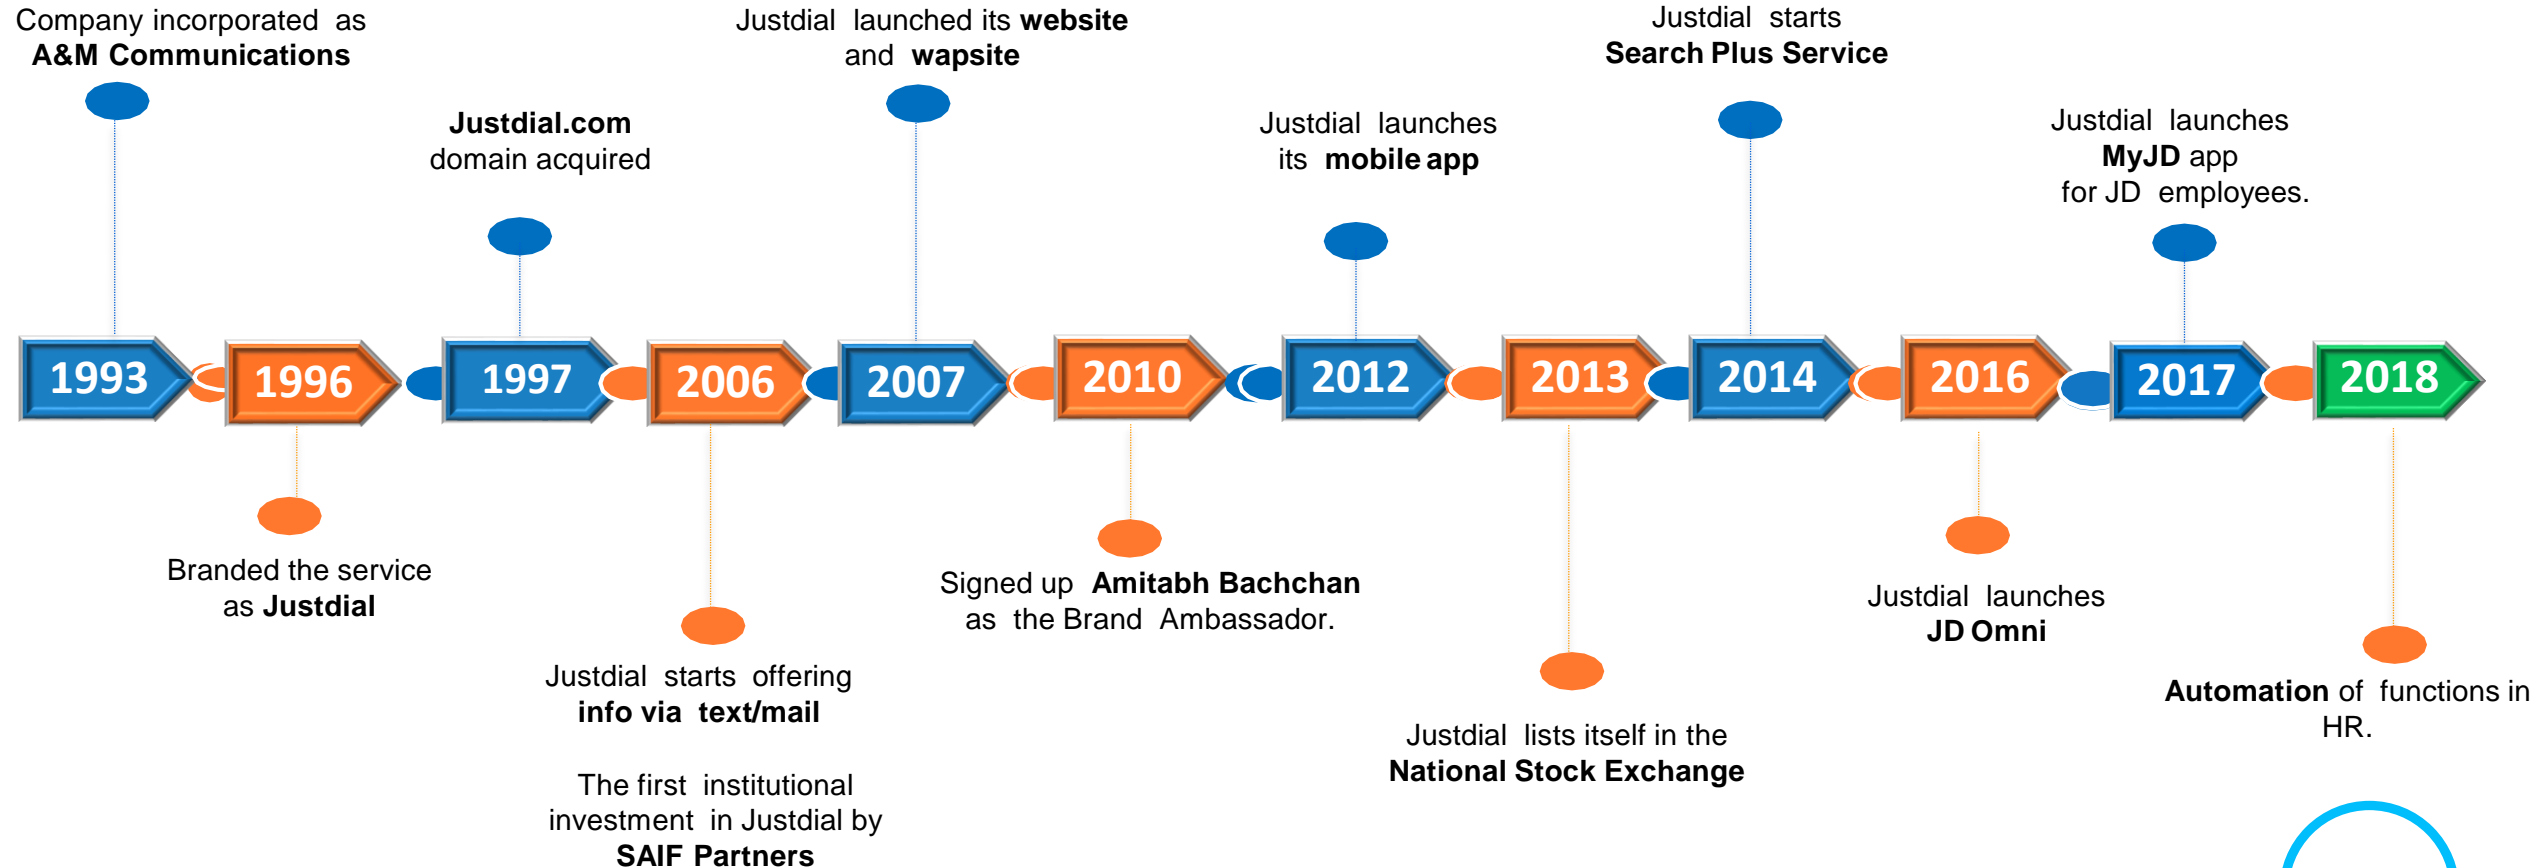 Company incorporated as
A&M Communications
Justdial launched its website
and wapsite
Justdial starts
Search Plus Service
Justdial.com
domain acquired
Justdial launches
its mobile app
Justdial launches
MyJD app
for JD employees.
1993
1996
1997
2006
2007
2010
2012
2013
2014
2016
2017
2018
Branded the service
as Justdial
Signed up Amitabh Bachchan
as the Brand Ambassador.
Justdial launches
JD Omni
Justdial starts offering
info via text/mail
The first institutional
investment in Justdial by
SAIF Partners
Justdial lists itself in the
National Stock Exchange
Automation of functions in
HR.